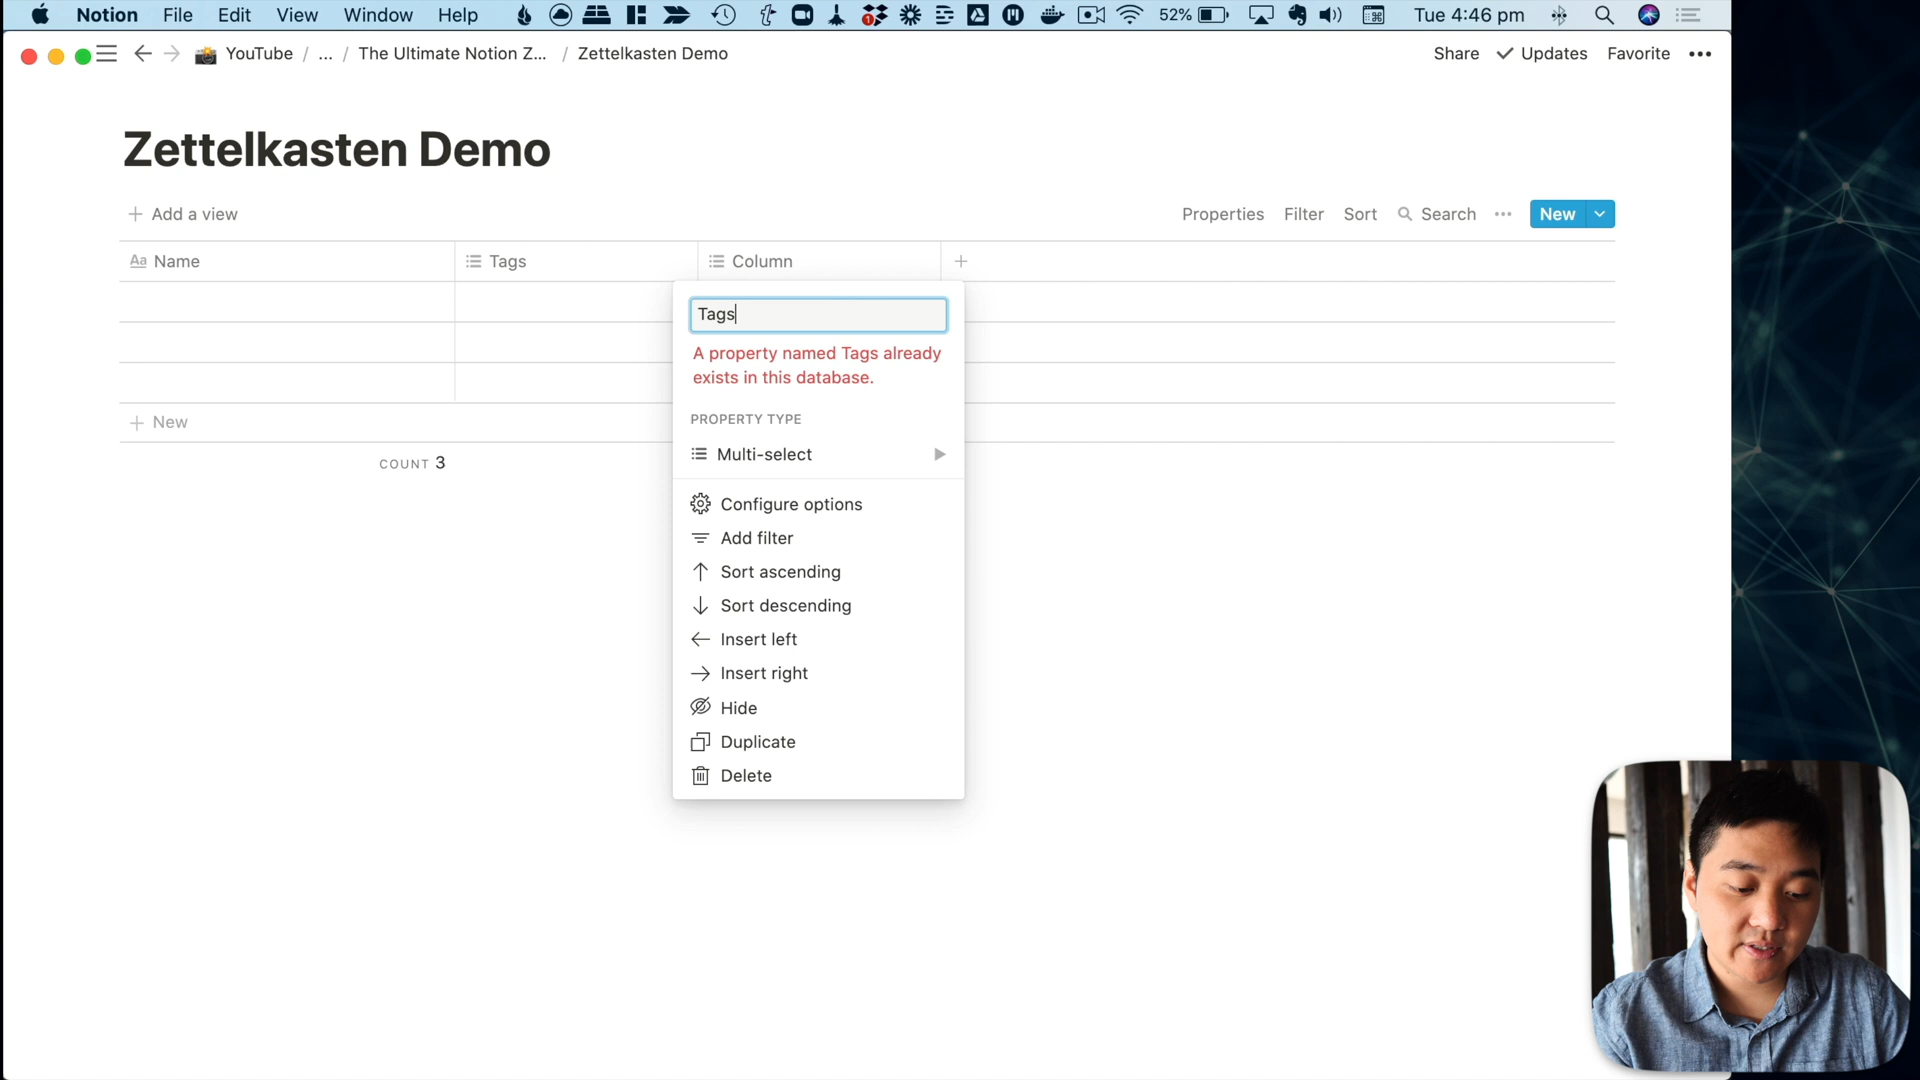 Notion File Edit View Window Help 52% Tue 4:46 pm
YouTube / ... / The Ultimate Notion Z... / Zettelkasten Demo Share Updates Favorite
Zettelkasten Demo
Add a view Properties Filter Sort Search New
Aa Name Tags Column
Tags
A property named Tags already
exists in this database.
PROPERTY TYPE
New
Multi-select
COUNT 3
Configure options
Add filter
Sort ascending
Sort descending
Insert left
Insert right
Hide
Duplicate
Delete